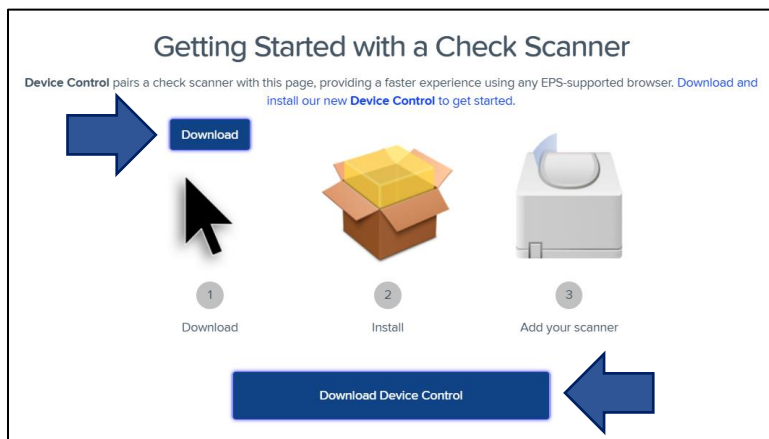 Getting Started with a Check Scanner
Device Control pairs a check scanner with this page, providing a faster experience using any EPS-supported browser. Download and
install our new Device Control to get started.
Download
1
2
3
Download
Install
Add your scanner
Download Device Control